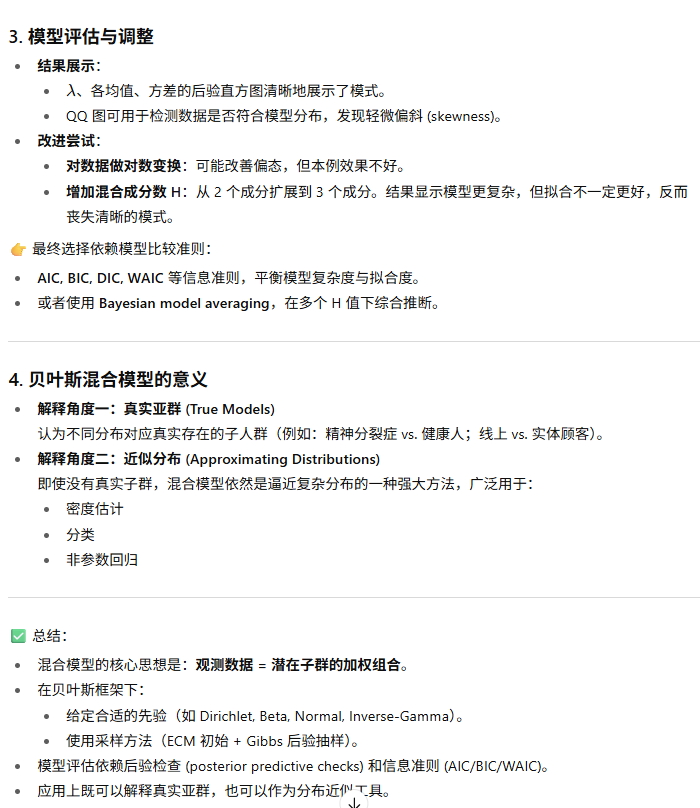 3. 模型评估与调整
结果展示：
λ、各均值、方差的后验直方图清晰地展示了模式。
QQ 图可用于检测数据是否符合模型分布，发现轻微偏斜 (skewness)。
改进尝试：
对数据做对数变换：可能改善偏态，但本例效果不好。
增加混合成分数 H：从 2 个成分扩展到 3 个成分。结果显示模型更复杂，但拟合不一定更好，反而
丧失清晰的模式。
👉 最终选择依赖模型比较准则：
AIC, BIC, DIC, WAIC 等信息准则，平衡模型复杂度与拟合度。
或者使用 Bayesian model averaging，在多个 H 值下综合推断。
4. 贝叶斯混合模型的意义
解释角度一：真实亚群 (True Models)
认为不同分布对应真实存在的子人群（例如：精神分裂症 vs. 健康人；线上 vs. 实体顾客）。
解释角度二：近似分布 (Approximating Distributions)
即使没有真实子群，混合模型依然是逼近复杂分布的一种强大方法，广泛用于：
密度估计
分类
非参数回归
✅ 总结：
混合模型的核心思想是：观测数据 = 潜在子群的加权组合。
在贝叶斯框架下：
给定合适的先验（如 Dirichlet, Beta, Normal, Inverse-Gamma）。
使用采样方法（ECM 初始 + Gibbs 后验抽样）。
模型评估依赖后验检查 (posterior predictive checks) 和信息准则 (AIC/BIC/WAIC)。
应用上既可以解释真实亚群，也可以作为分布近似工具。